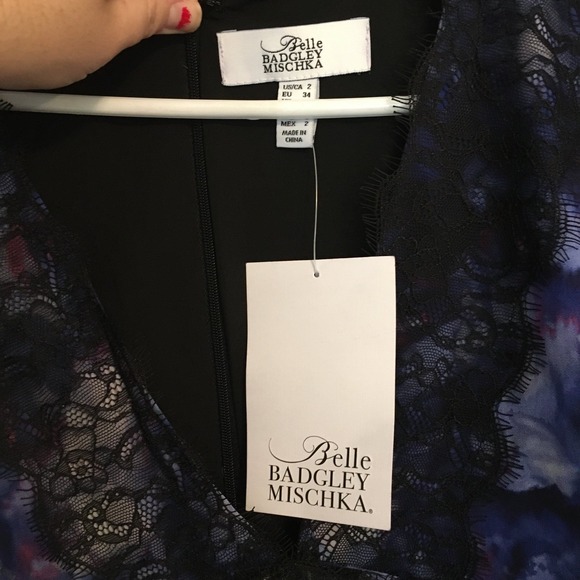 Belle
BADGLEY
MISCHKA
US/CA 2
EU 34
MEX 2
MADE IN
CHINA
Belle
BADGLEY
MISCHKA®